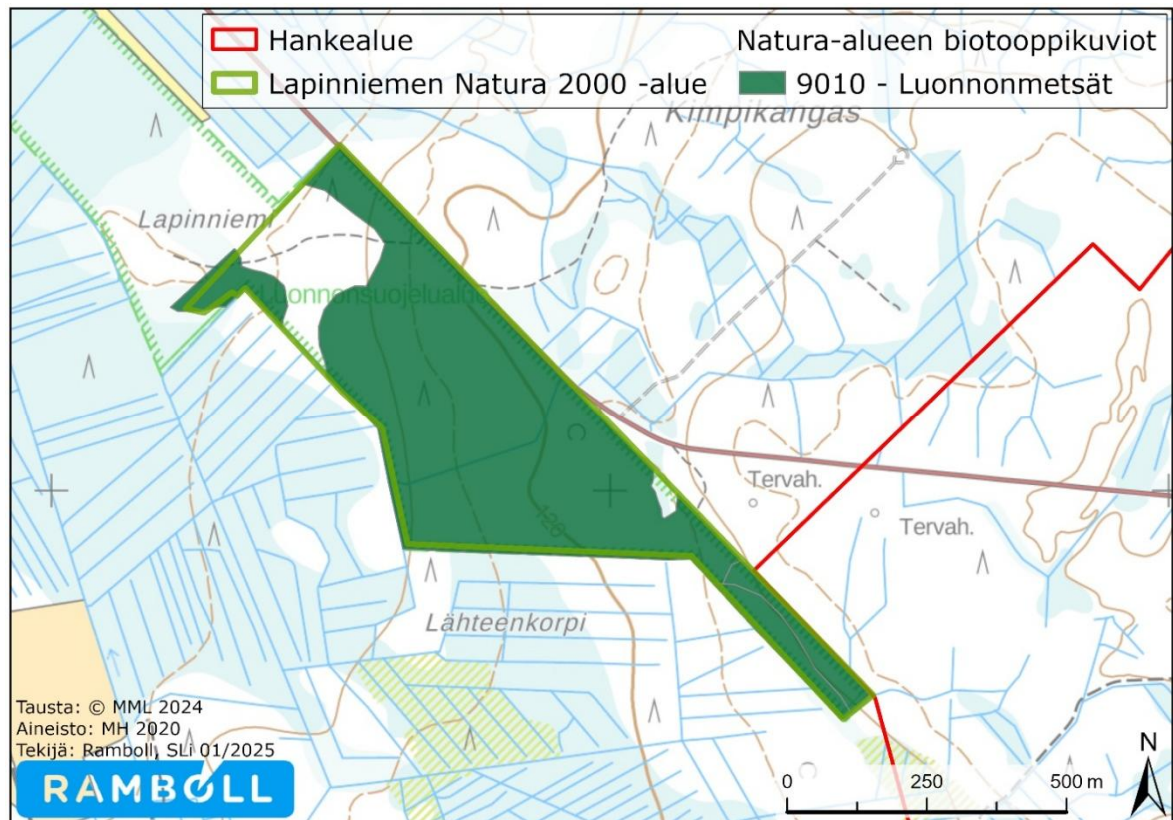 Hankealue
Natura-alueen biotooppikuviot
Lapinniemen Natura 2000 -alue
9010 - Luonnonmetsät
Kimpikangas
Lapinniemi
Luonnonsuojelualue
120
Tervah.
Tervah.
Lähteenkorpi
Tausta: © MML 2024
Aineisto: MH 2020
Tekijä: Ramboll, SLi 01/2025
RAMBOLL
N
0 250 500 m